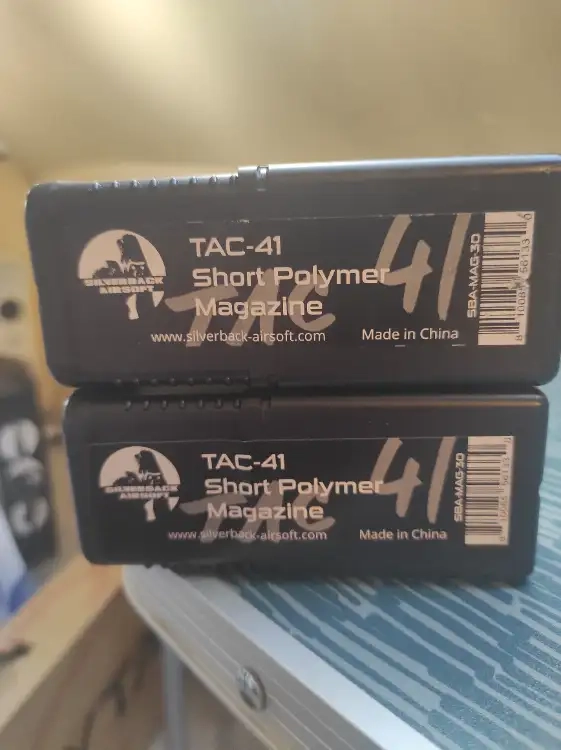 SILVERBACK
AIRSOFT
TAC-41
Short Polymer
Magazine
TAC 41
www.silverback-airsoft.com
Made in China
SBA-MAG-30
SILVERBACK
AIRSOFT
TAC-41
Short Polymer
Magazine
TAC 41
www.silverback-airsoft.com
Made in China
SBA-MAG-30